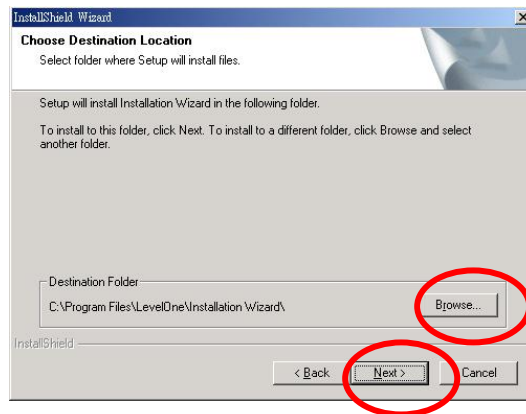 InstallShield Wizard
Choose Destination Location
Select folder where Setup will install files.
Setup will install Installation Wizard in the following folder.
To install to this folder, click Next. To install to a different folder, click Browse and select
another folder.
Destination Folder
C:\Program Files\LevelOne\Installation Wizard\
Browse...
InstallShield
< Back
Next >
Cancel